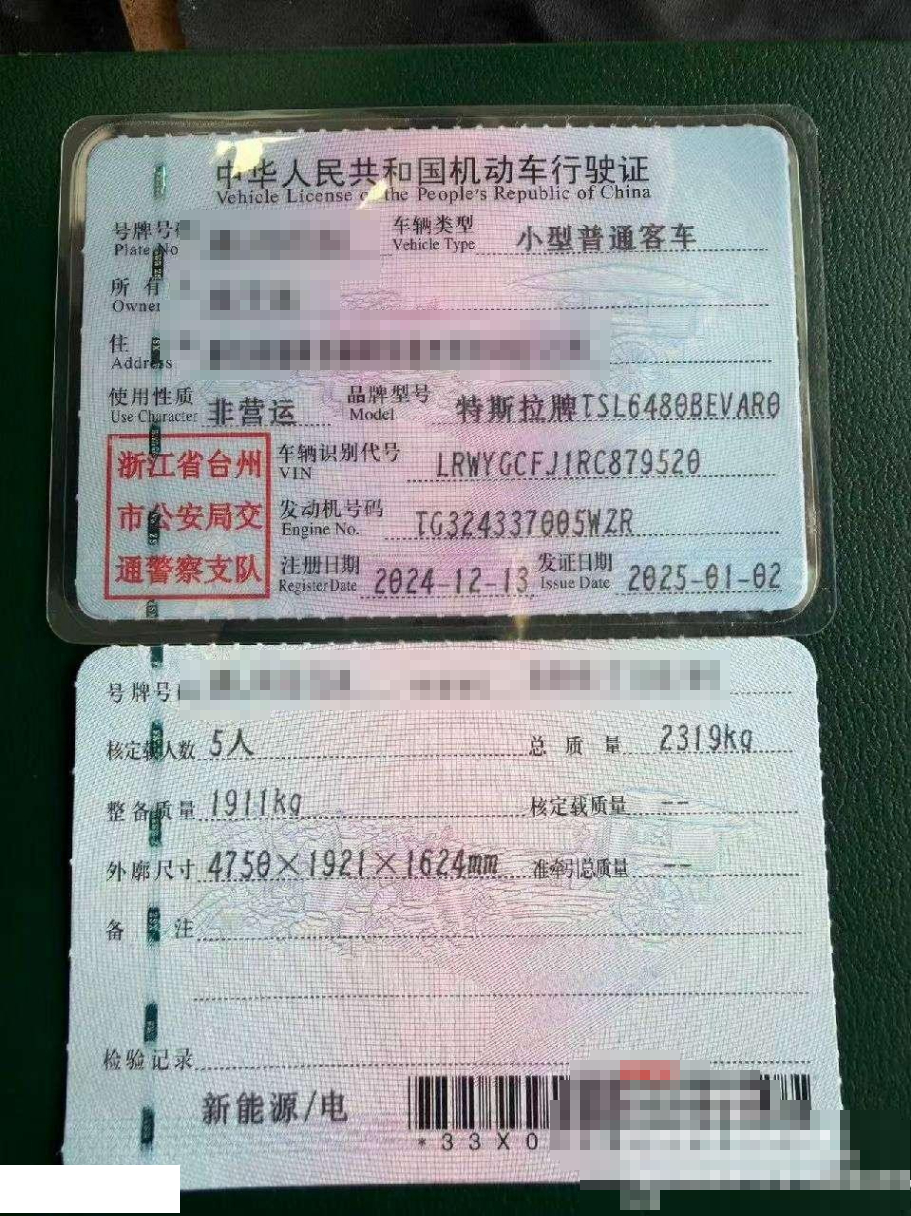 中华人民共和国机动车行驶证
Vehicle License of the People's Republic of China
号牌号 车辆类型 小型普通客车
Plate No Vehicle Type
所有
Owner
住
Address
使用性质 非营运 品牌型号 特斯拉牌TSL6480BEVAR0
Use Character Model
浙江省台州
市公安局交
通警察支队
车辆识别代号 LRWYGCFJ1RC879520
VIN
发动机号码 TG324337005WZR
Engine No.
注册日期 2024-12-13 发证日期 2025-01-02
Register Date Issue Date
号牌号
核定载人数 5人 总质量 2319kg
整备质量 1911kg 核定载质量 --
外廓尺寸 4750×1921×1624mm 准牵引总质量 --
备注
检验记录
新能源/电
*33X0